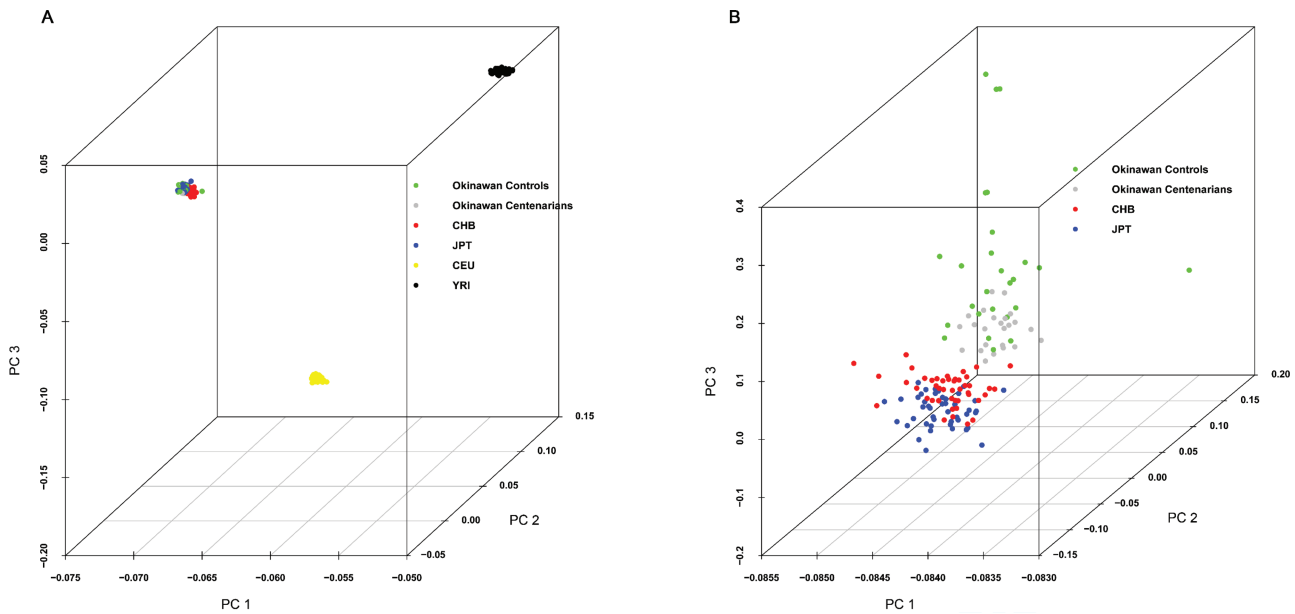 A
0.05
0.00
−0.05
−0.10
−0.15
−0.20
PC 3
−0.075
−0.070
−0.065
−0.060
−0.055
−0.050
PC 1
−0.05
0.00
0.05
0.10
0.15
PC 2
Okinawan Controls
Okinawan Centenarians
CHB
JPT
CEU
YRI
B
0.4
0.3
0.2
0.1
0.0
−0.1
−0.2
PC 3
−0.0855
−0.0850
−0.0845
−0.0840
−0.0835
−0.0830
PC 1
−0.15
−0.10
−0.05
0.00
0.05
0.10
0.15
0.20
PC 2
Okinawan Controls
Okinawan Centenarians
CHB
JPT